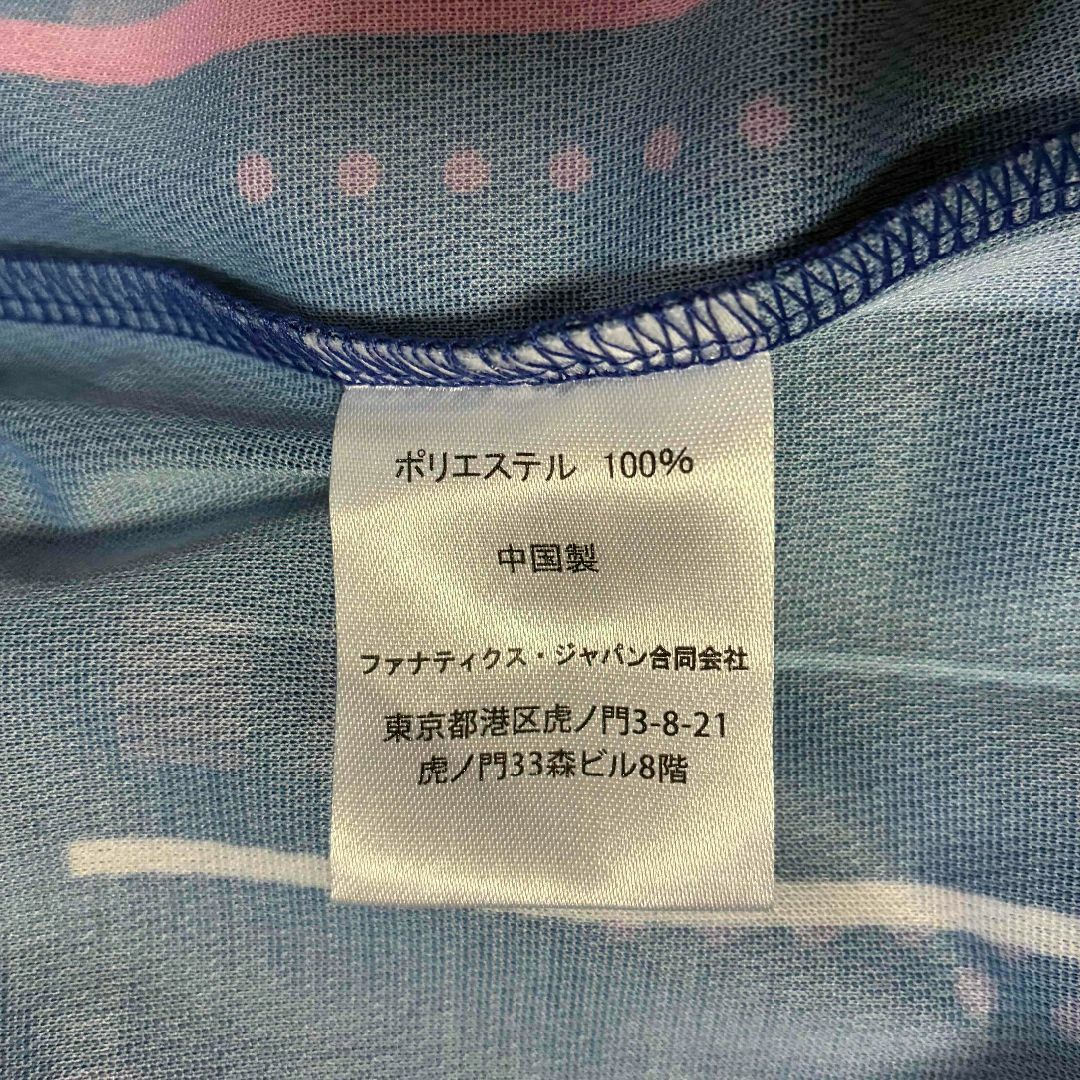 ポリエステル 100%
中国製
ファナティクス・ジャパン合同会社
東京都港区虎ノ門3-8-21
虎ノ門33森ビル8階